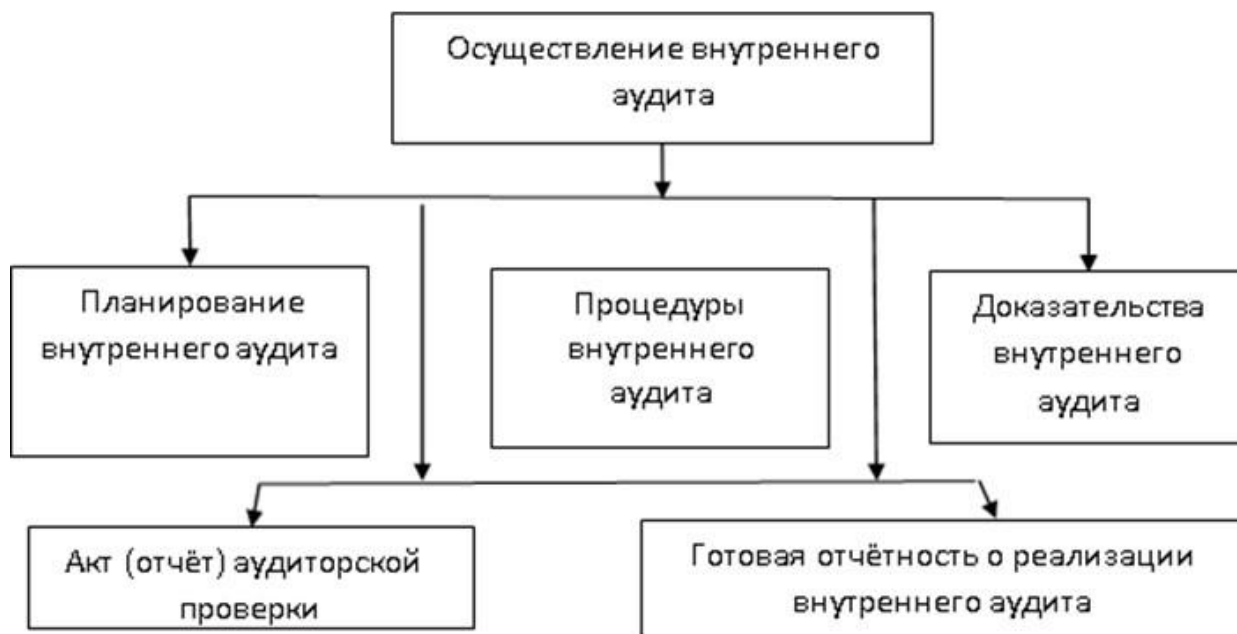 Осуществление внутреннего
аудита
Планирование
внутреннего аудита
Процедуры
внутреннего
аудита
Доказательства
внутреннего
аудита
Акт (отчёт) аудиторской
проверки
Готовая отчётность о реализации
внутреннего аудита